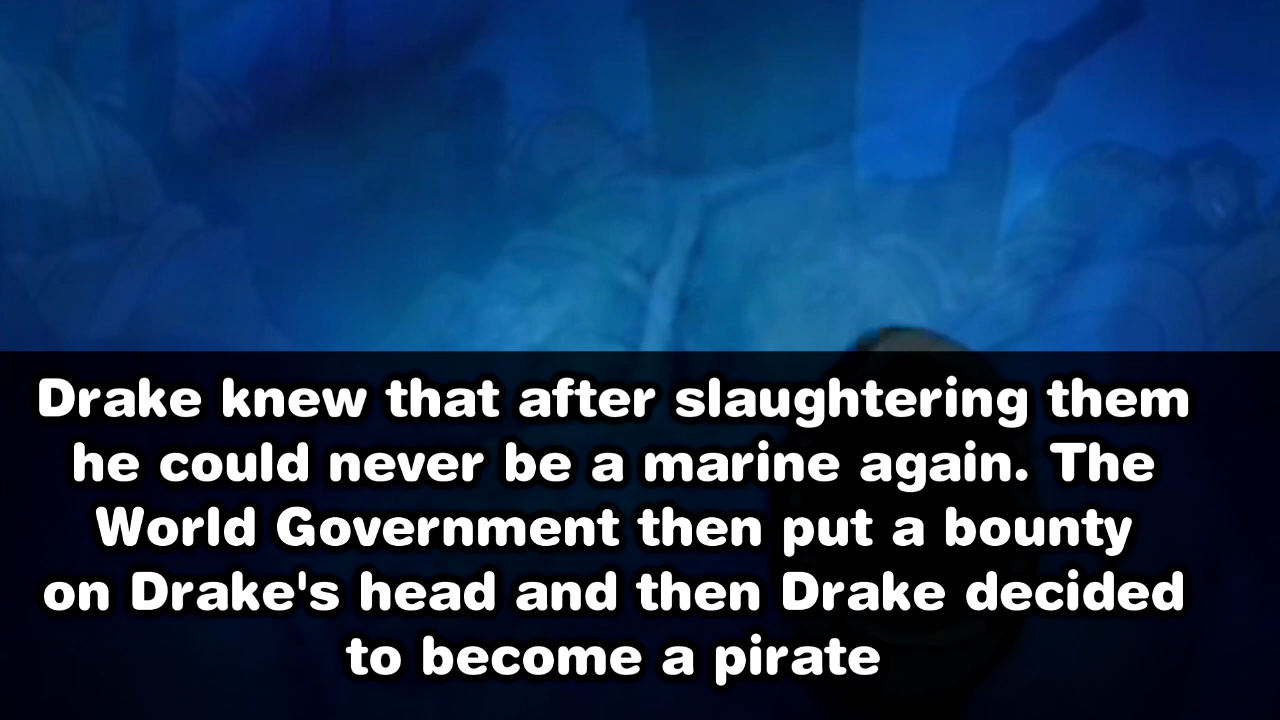 Drake knew that after slaughtering them
he could never be a marine again. The
World Government then put a bounty
on Drake's head and then Drake decided
to become a pirate